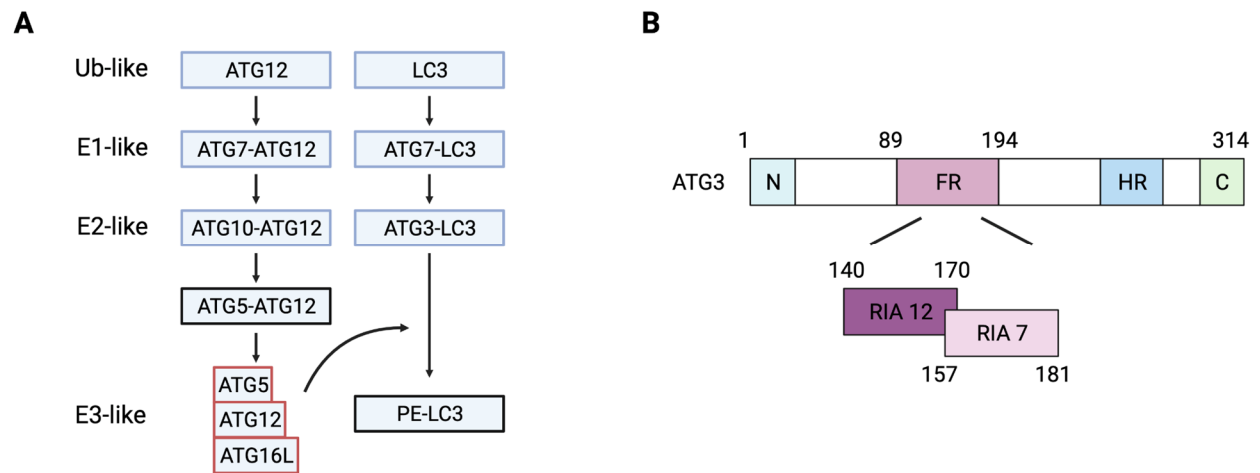 A
Ub-like ATG12 LC3
E1-like ATG7-ATG12 ATG7-LC3
E2-like ATG10-ATG12 ATG3-LC3
ATG5-ATG12
E3-like
ATG5
ATG12
ATG16L
PE-LC3
B
1 89 194 314
ATG3 N FR HR C
140 170
RIA 12
RIA 7
157 181